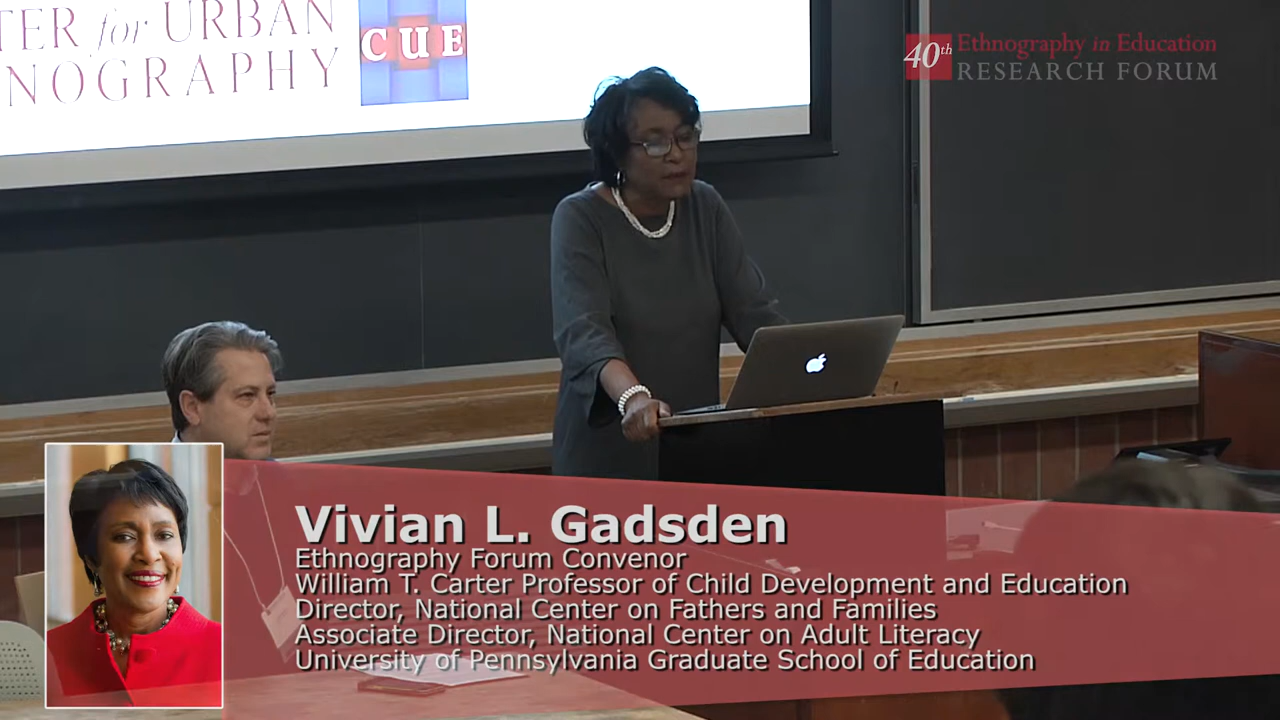 TER for URBAN
NOGRAPHY
CUE
40th Ethnography in Education
RESEARCH FORUM
Vivian L. Gadsden
Ethnography Forum Convenor
William T. Carter Professor of Child Development and Education
Director, National Center on Fathers and Families
Associate Director, National Center on Adult Literacy
University of Pennsylvania Graduate School of Education